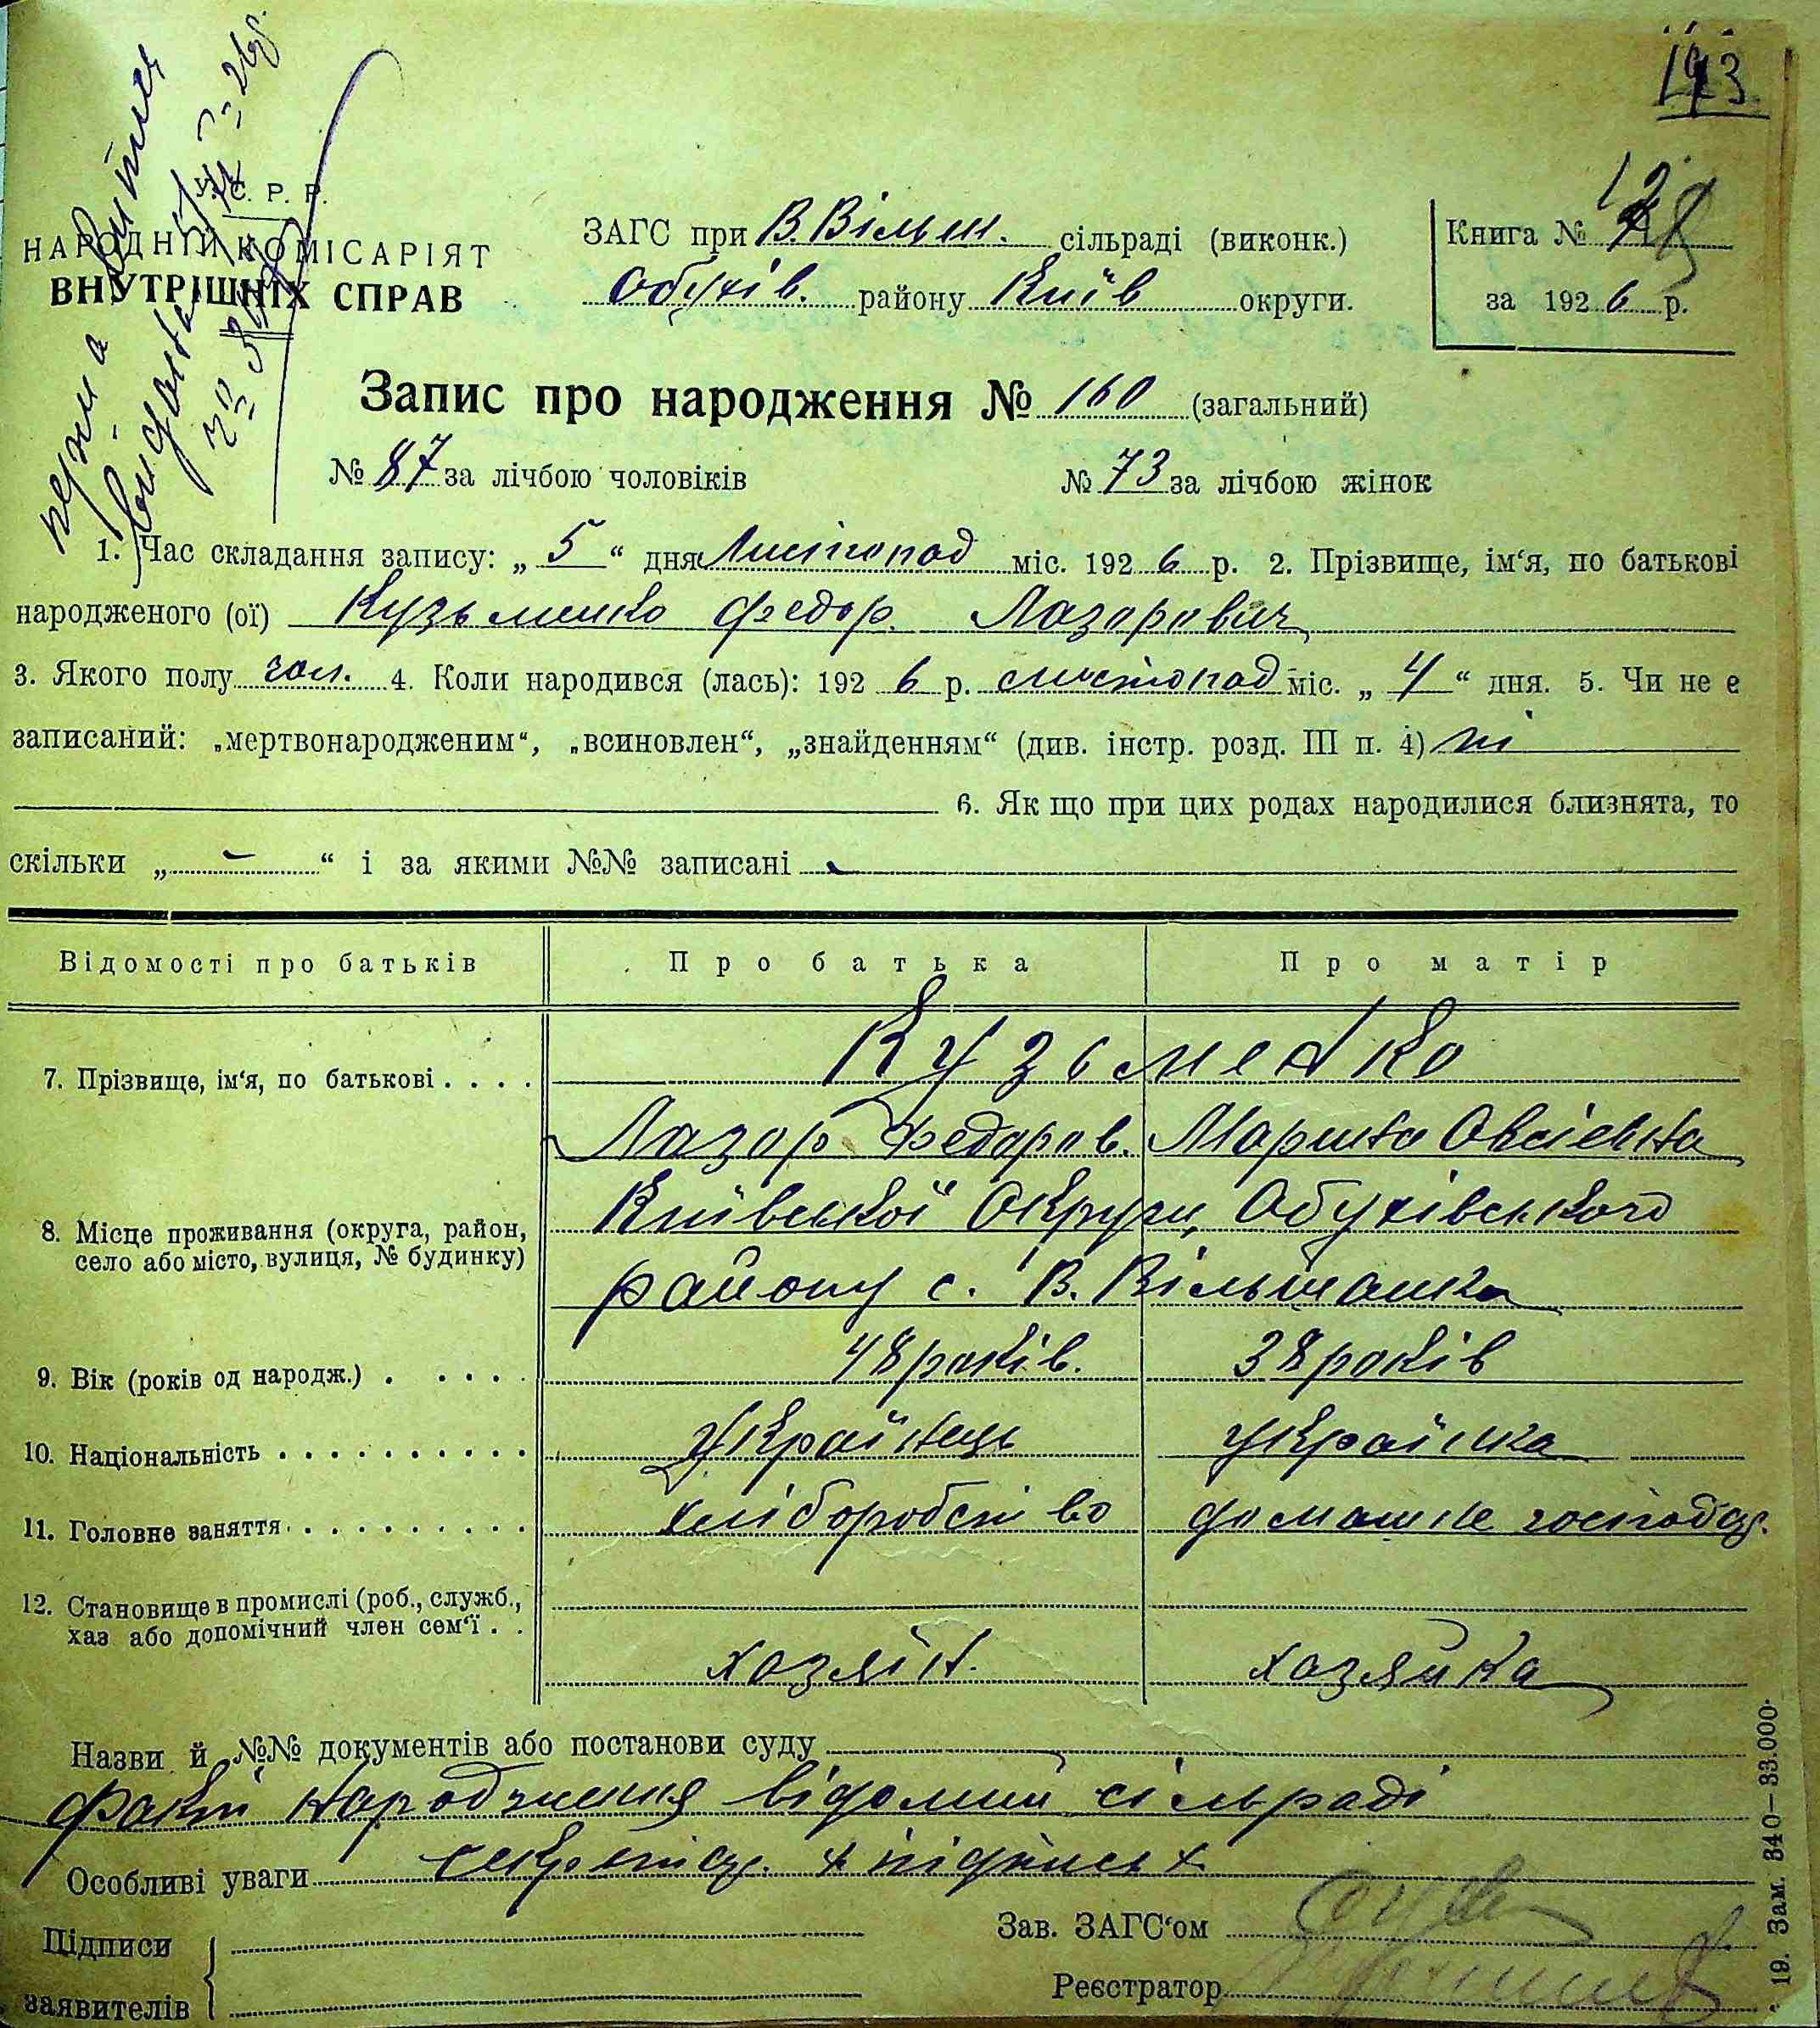 193
У. С. Р. Р.
НАРОДНІЙ КОМІСАРІЯТ
ВНУТРІШНІХ СПРАВ
ЗАГС при В. Вільш. сільраді (виконк.)
Обухів. району Київ округи.
Книга №
за 1926 р.
Запис про народження № 160 (загальний)
№ 87 за лічбою чоловіків № 73 за лічбою жінок
1. Час складання запису: „ 5 “ дня Листопад міс. 1926 р. 2. Прізвище, ім‘я, по батькові
народженого (ої) Кузьменко Федор Лазорович
3. Якого полу чол. 4. Коли народився (лась): 1926 р. листопад міс. „ 4 “ дня. 5. Чи не є
записаний: „мертвонародженим“, „всиновлен“, „знайденням“ (див. інстр. розд. III п. 4) ні
6. Як що при цих родах народилися близнята, то
скільки „ - “ і за якими №№ записані -
Відомості про батьків Про батька Про матір
7. Прізвище, ім‘я, по батькові . . . . Кузьменко
Лазор Федоров. Марина Овсієвна
8. Місце проживання (округа, район, село або місто, вулиця, № будинку) Київської Округи, Обухівського
району с. В. Вільшанка
9. Вік (років од народж.) . . . . . 48 років. 38 років
10. Національність . . . . . . . . . . Українець Українка
11. Головне заняття . . . . . . . . . . хліборобство домашнє господар.
12. Становище в промислі (роб., служб.,
хаз або допомічний член сем‘ї . . хазяїн. хазяйка
Назви й №№ документів або постанови суду
Факт народження відомий сільраді
Особливі уваги
Підписи
заявителів
Зав. ЗАГС‘ом
Реєстратор
19. Зам. 340—33.000.